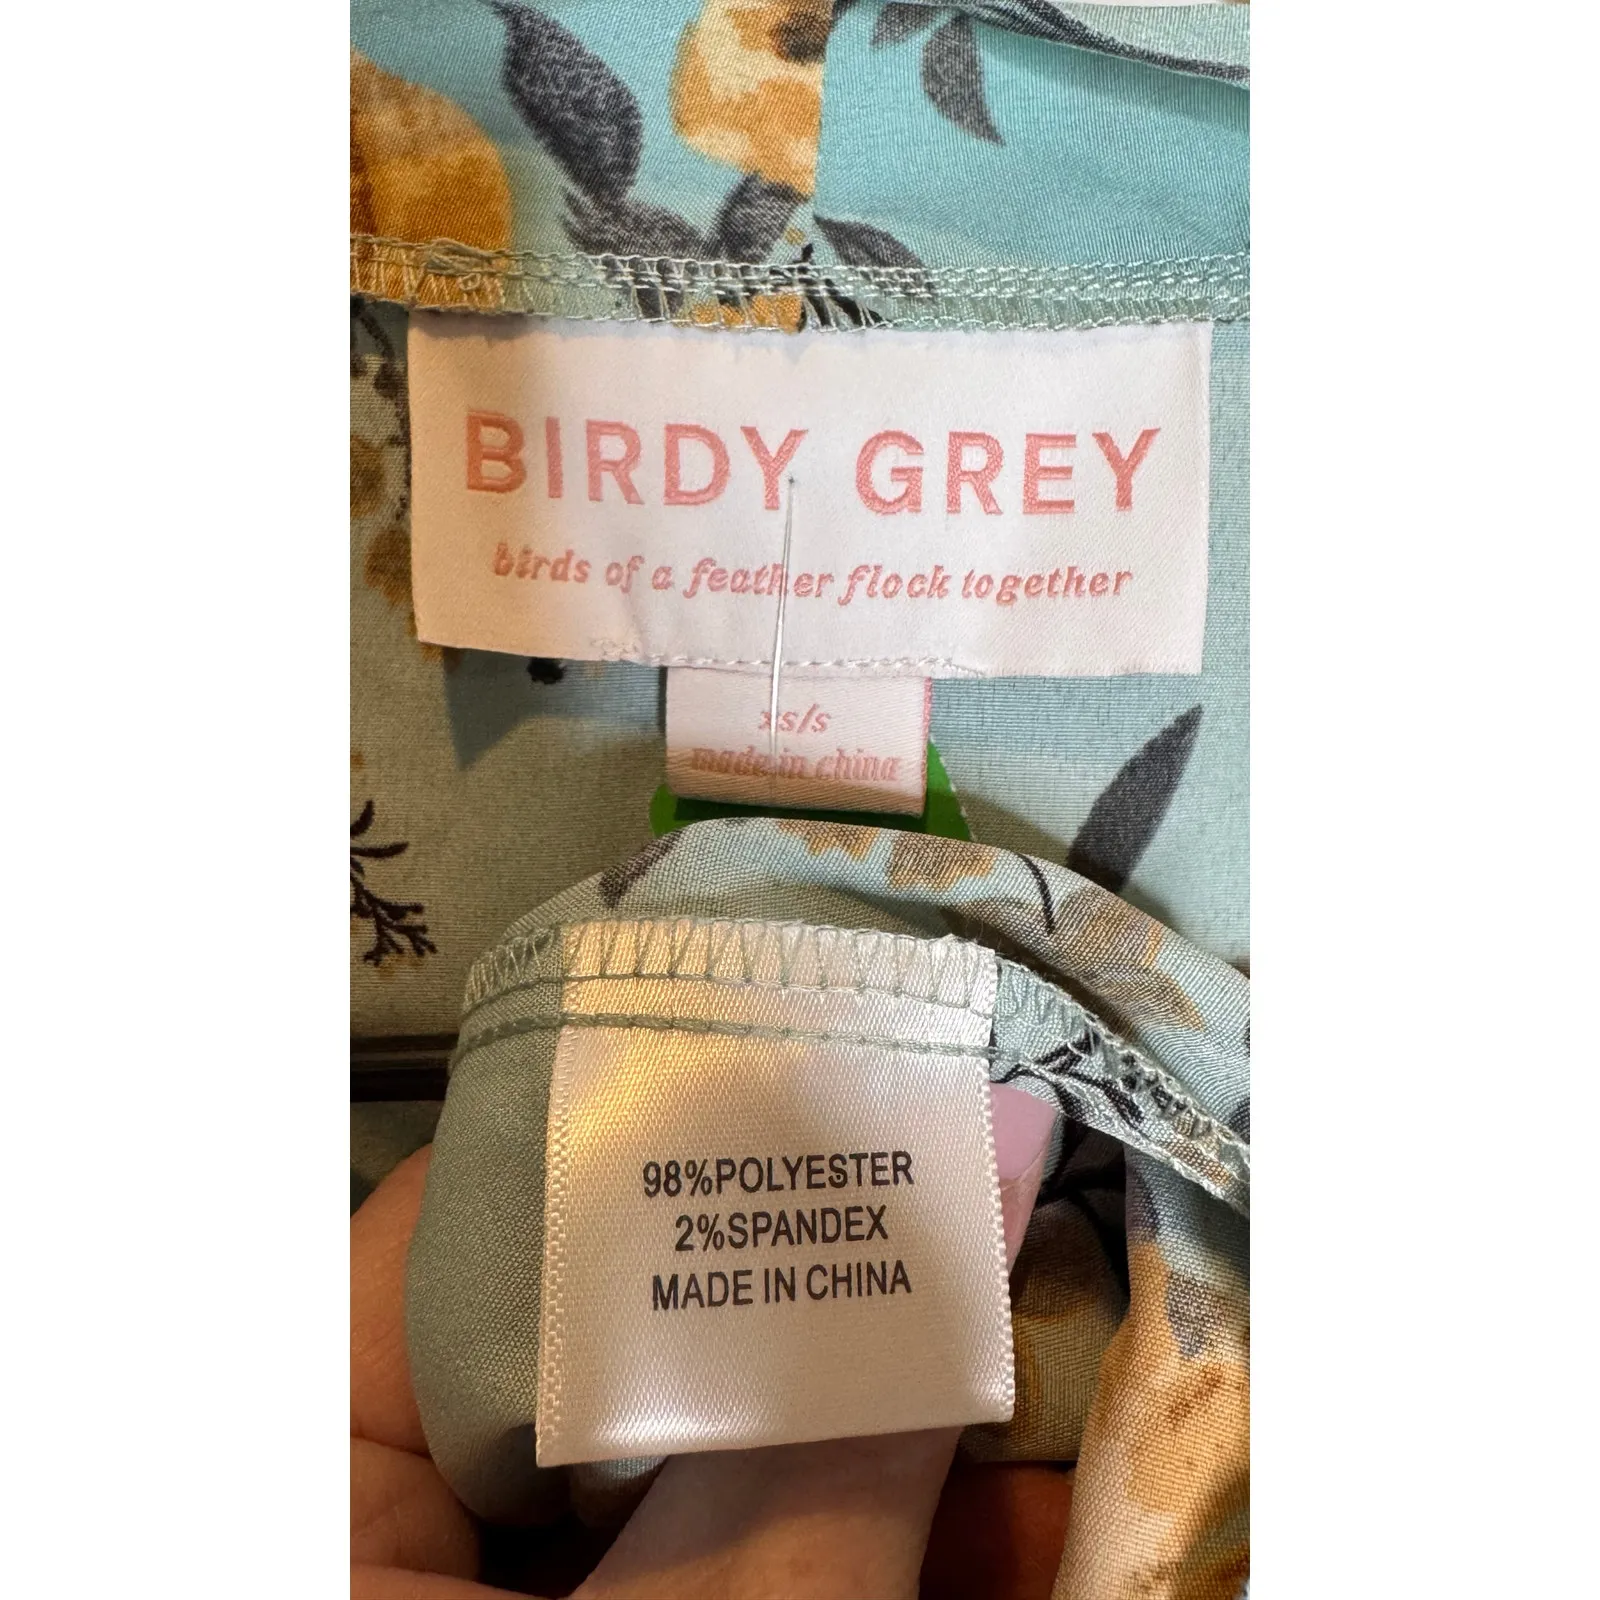 BIRDY GREY
birds of a feather flock together
xs/s
made in china
98%POLYESTER
2%SPANDEX
MADE IN CHINA